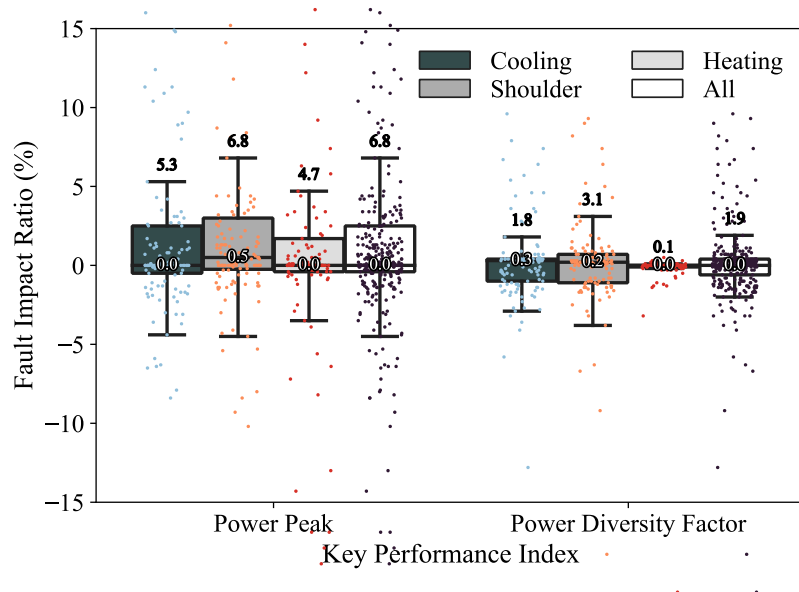 15
10
5
0
−5
−10
−15
Fault Impact Ratio (%)
Cooling
Shoulder
Heating
All
5.3
6.8
4.7
6.8
0.0
0.5
0.0
0.0
1.8
3.1
0.1
1.9
0.3
0.2
0.0
0.0
Power Peak
Power Diversity Factor
Key Performance Index